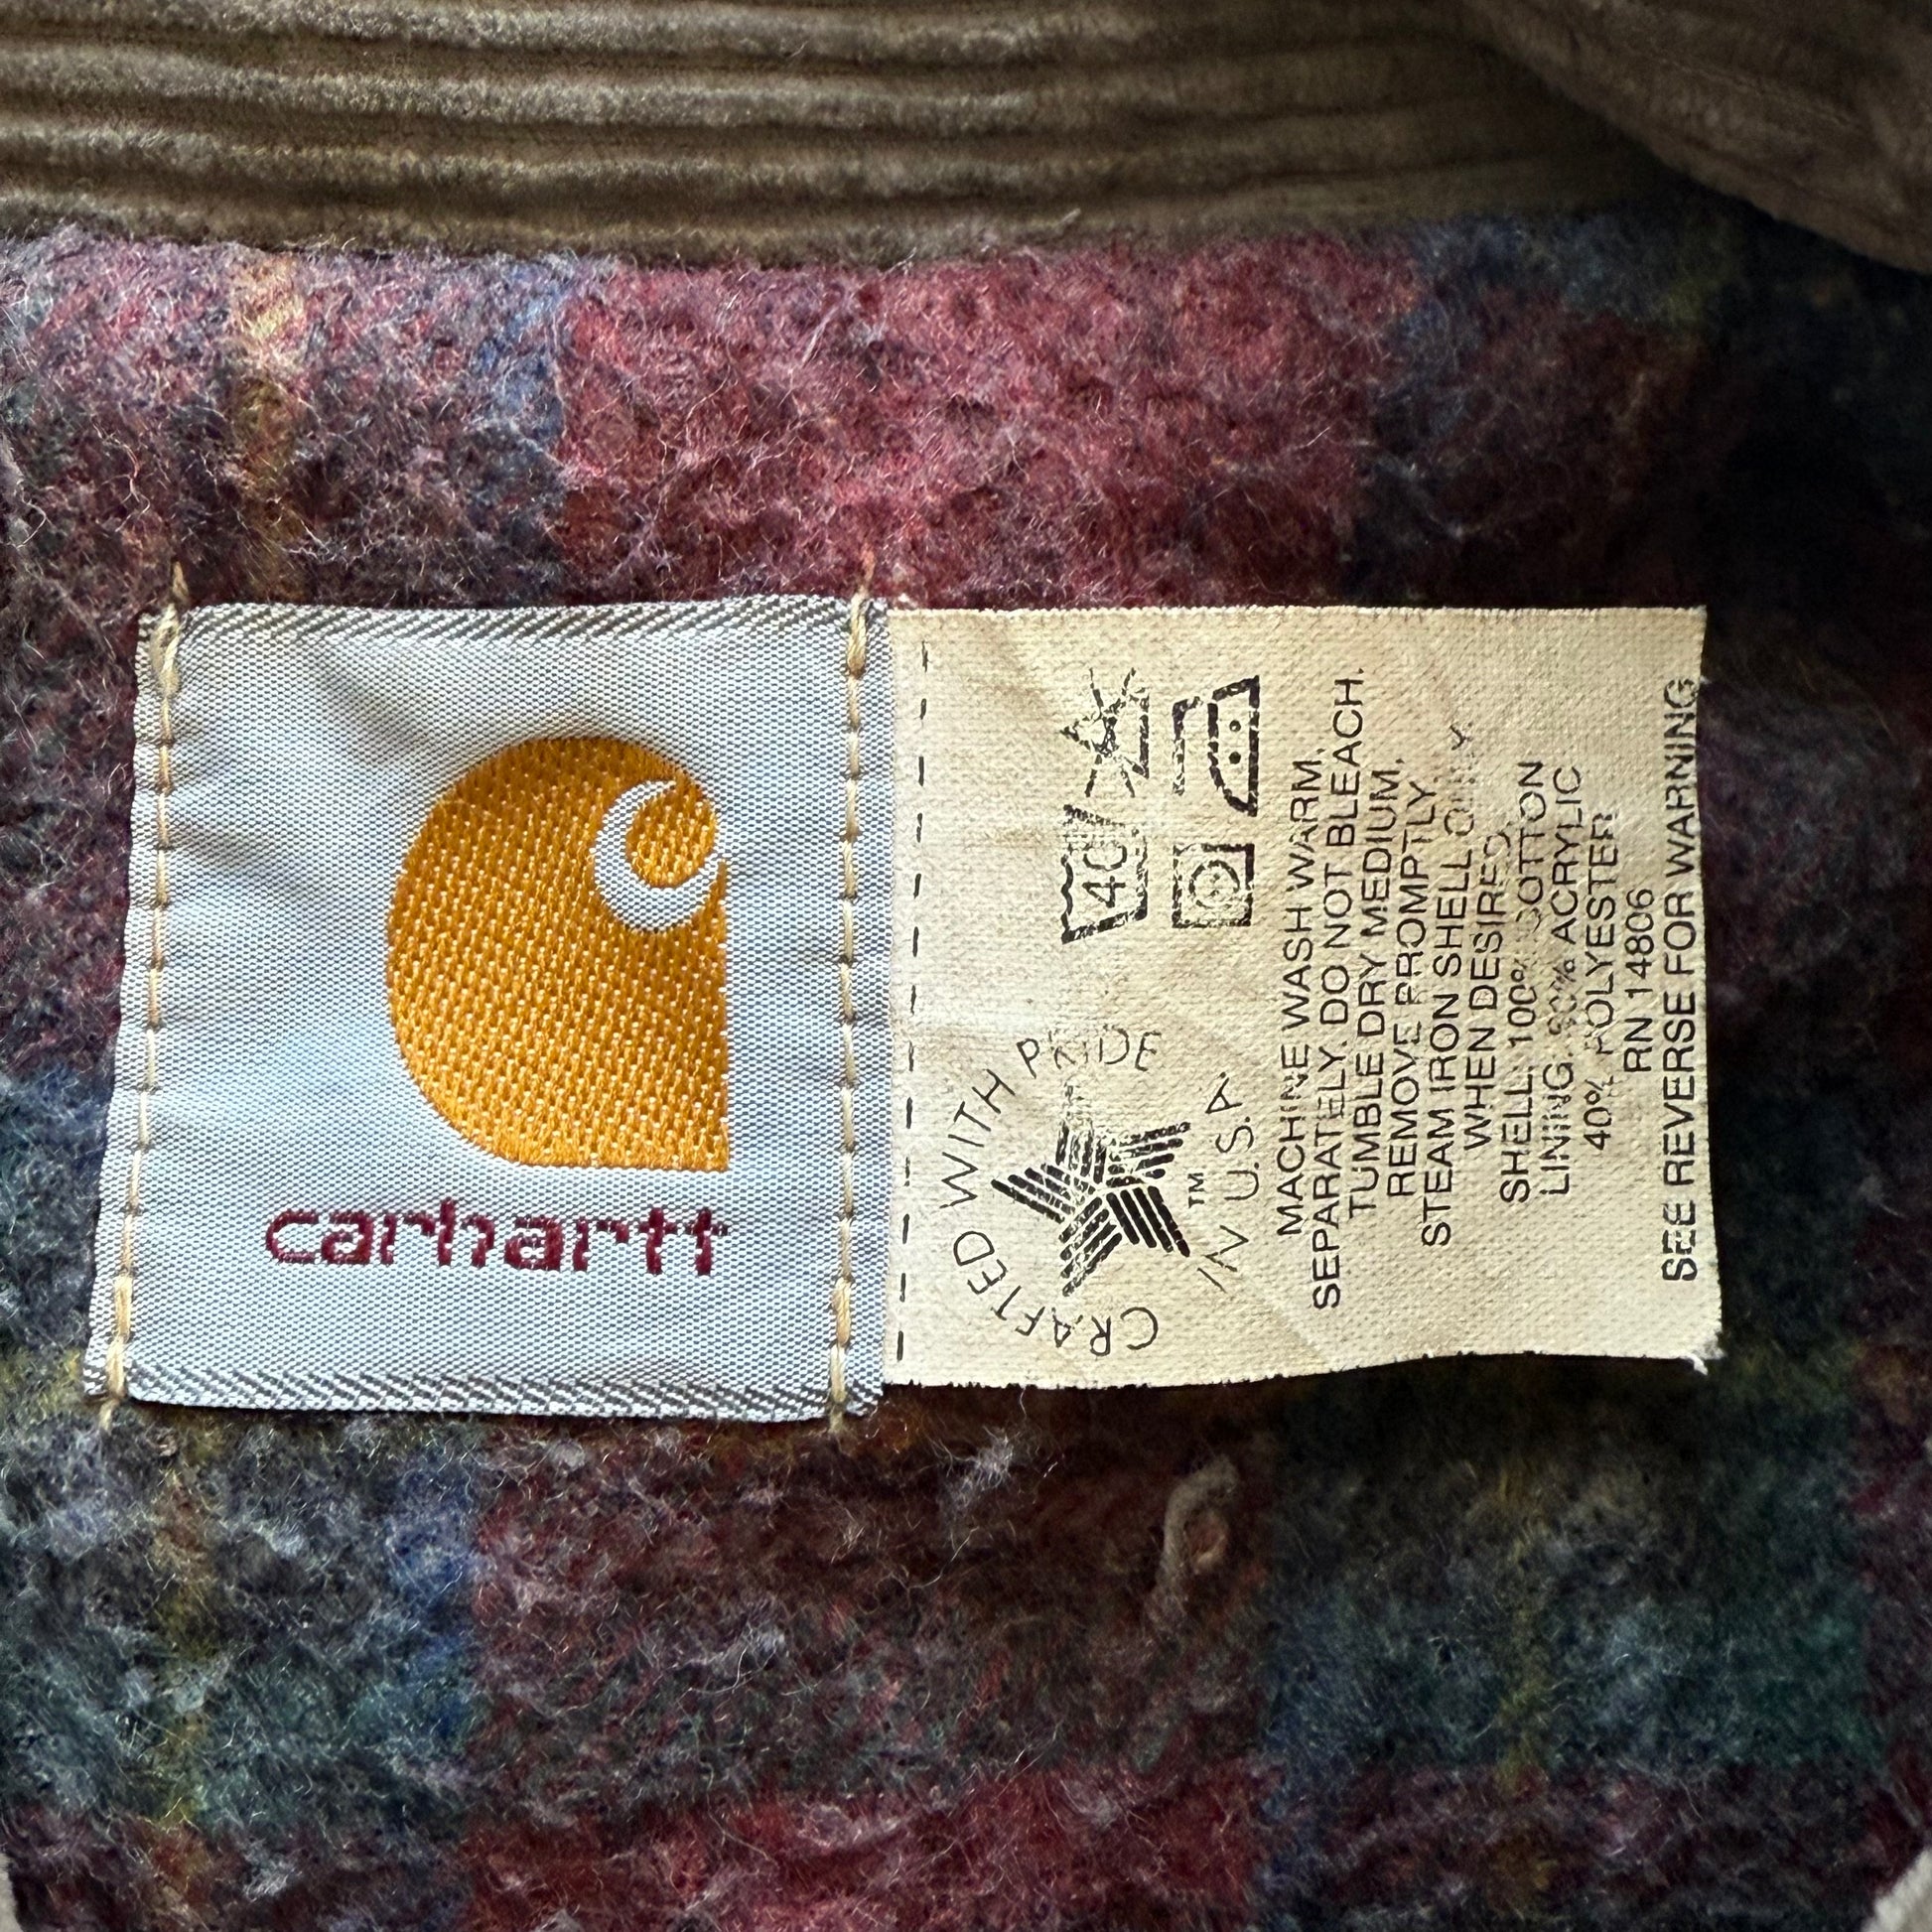 carhartt
CRAFTED WITH PRIDE
IN U.S.A.
TM
40
MACHINE WASH WARM,
SEPARATELY. DO NOT BLEACH.
TUMBLE DRY MEDIUM,
REMOVE PROMPTLY.
STEAM IRON SHELL ONLY
WHEN DESIRED.
SHELL: 100% COTTON
LINING: ACRYLIC
40% POLYESTER
RN 14806
SEE REVERSE FOR WARNING